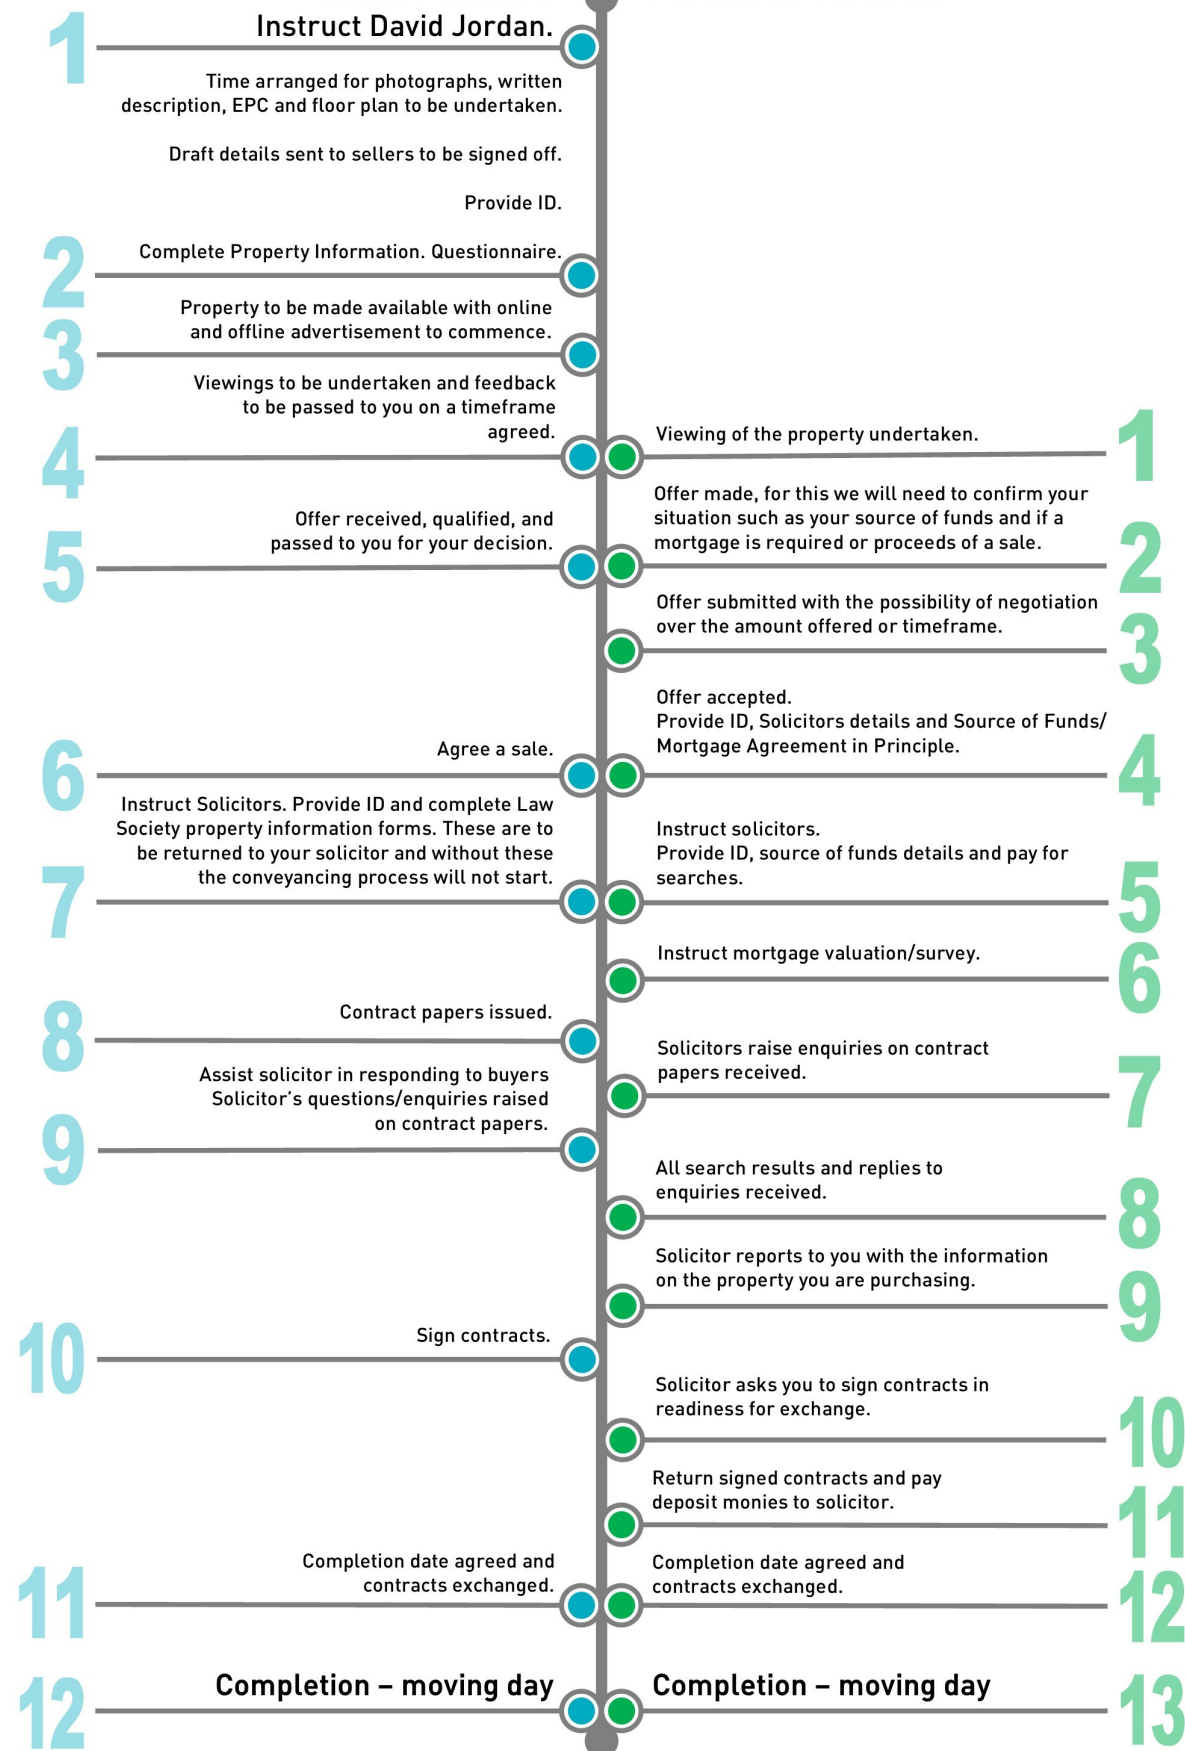 1
Instruct David Jordan.
Time arranged for photographs, written
description, EPC and floor plan to be undertaken.
Draft details sent to sellers to be signed off.
Provide ID.
2
Complete Property Information. Questionnaire.
3
Property to be made available with online
and offline advertisement to commence.
4
Viewings to be undertaken and feedback
to be passed to you on a timeframe
agreed.
Viewing of the property undertaken.
1
5
Offer received, qualified, and
passed to you for your decision.
Offer made, for this we will need to confirm your
situation such as your source of funds and if a
mortgage is required or proceeds of a sale.
2
Offer submitted with the possibility of negotiation
over the amount offered or timeframe.
3
6
Agree a sale.
Offer accepted.
Provide ID, Solicitors details and Source of Funds/
Mortgage Agreement in Principle.
4
7
Instruct Solicitors. Provide ID and complete Law
Society property information forms. These are to
be returned to your solicitor and without these
the conveyancing process will not start.
Instruct solicitors.
Provide ID, source of funds details and pay for
searches.
5
Instruct mortgage valuation/survey.
6
8
Contract papers issued.
Solicitors raise enquiries on contract
papers received.
7
9
Assist solicitor in responding to buyers
Solicitor's questions/enquiries raised
on contract papers.
All search results and replies to
enquiries received.
8
Solicitor reports to you with the information
on the property you are purchasing.
9
10
Sign contracts.
Solicitor asks you to sign contracts in
readiness for exchange.
10
Return signed contracts and pay
deposit monies to solicitor.
11
11
Completion date agreed and
contracts exchanged.
Completion date agreed and
contracts exchanged.
12
12
Completion – moving day
Completion – moving day
13